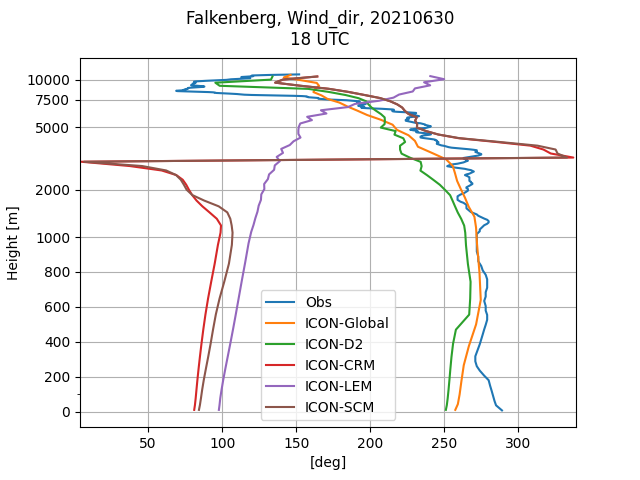 Falkenberg, Wind_dir, 20210630
18 UTC
Height [m]
10000
7500
5000
2000
1000
800
600
400
200
0
50
100
150
200
250
300
[deg]
Obs
ICON-Global
ICON-D2
ICON-CRM
ICON-LEM
ICON-SCM